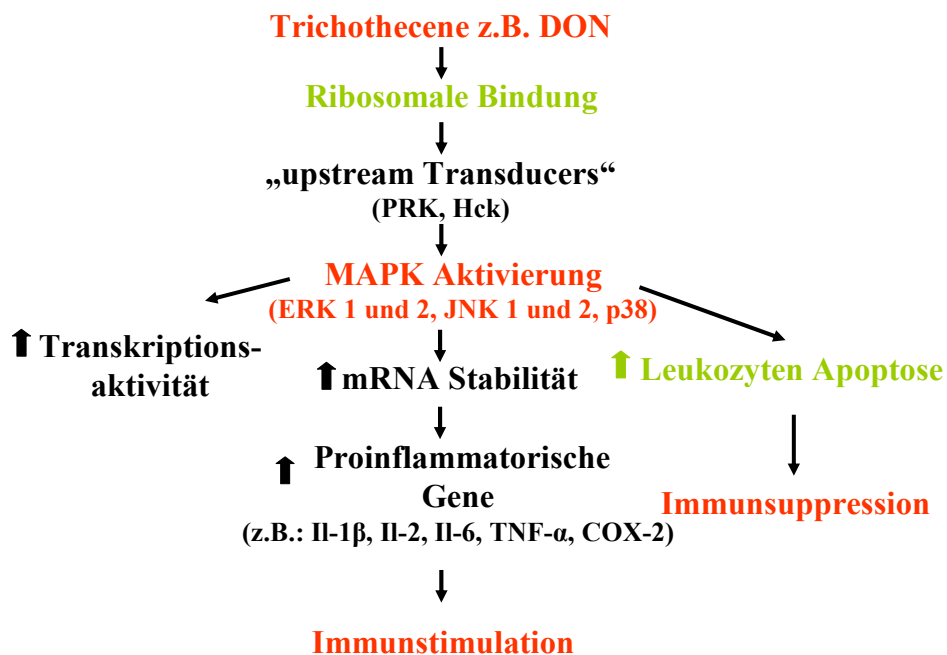 Trichothecene z.B. DON
Ribosomale Bindung
„upstream Transducers“
(PRK, Hck)
MAPK Aktivierung
(ERK 1 und 2, JNK 1 und 2, p38)
Transkriptions-
aktivität
mRNA Stabilität
Leukozyten Apoptose
Proinflammatorische
Gene
(z.B.: Il-1β, Il-2, Il-6, TNF-α, COX-2)
Immunsuppression
Immunstimulation